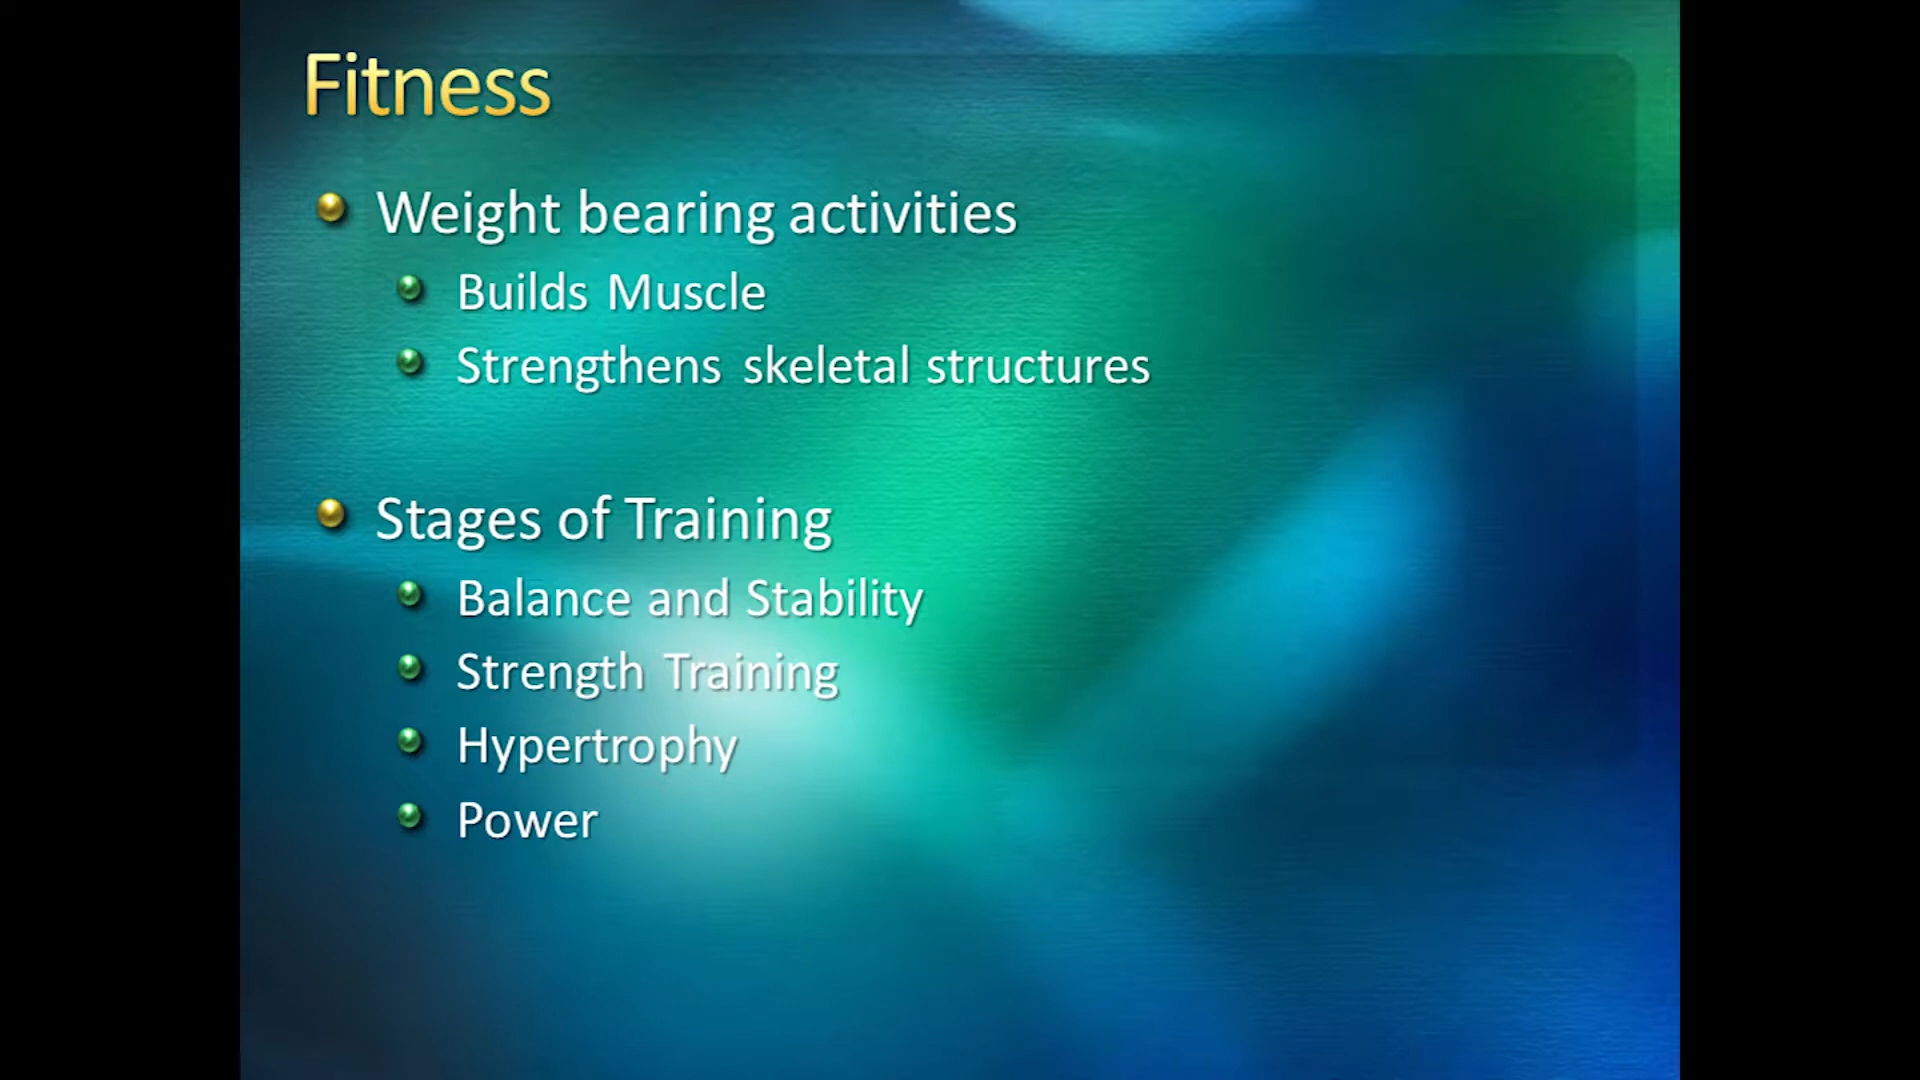 Fitness
Weight bearing activities
Builds Muscle
Strengthens skeletal structures
Stages of Training
Balance and Stability
Strength Training
Hypertrophy
Power